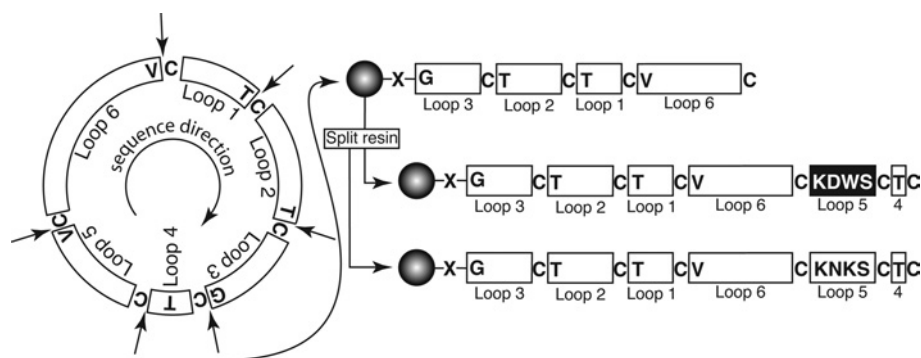 V C
Loop 1
T C
Loop 2
T C
Loop 3
G C
Loop 4
T
C
Loop 5
V C
Loop 6
sequence direction
X G C T C T C V C
Loop 3 Loop 2 Loop 1 Loop 6
Split resin
X G C T C T C V C KDWS C T C
Loop 3 Loop 2 Loop 1 Loop 6 Loop 5 4
X G C T C T C V C KNKS C T C
Loop 3 Loop 2 Loop 1 Loop 6 Loop 5 4